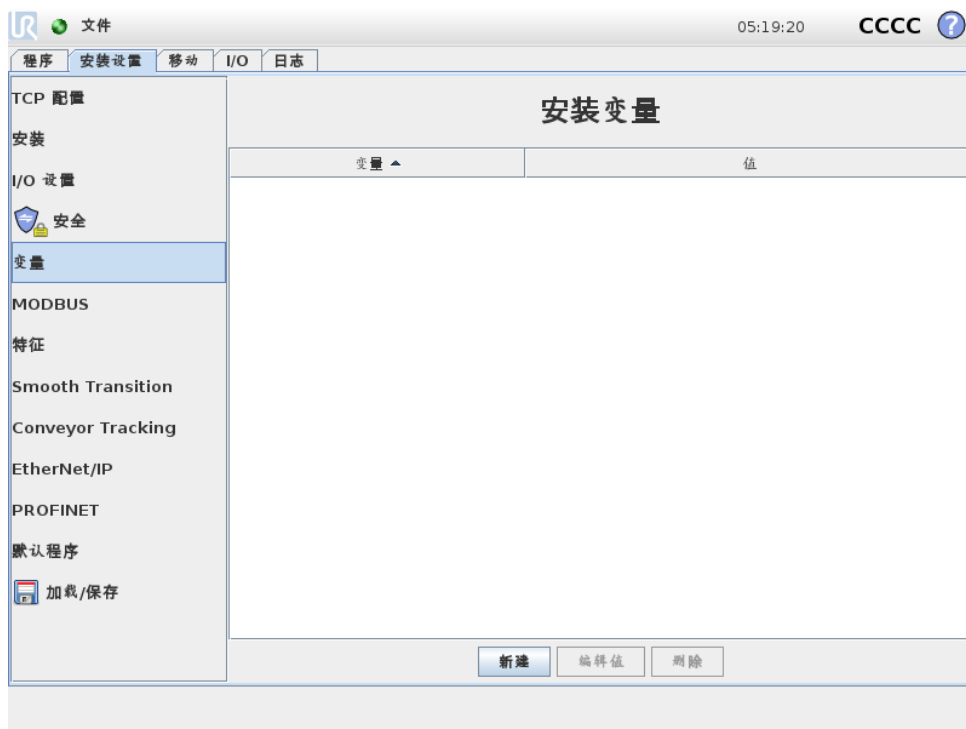 UR 文件 05:19:20 CCCC ?
程序 安装设置 移动 I/O 日志
TCP 配置
安装变量
安装
变量 值
I/O 设置
安全
变量
MODBUS
特征
Smooth Transition
Conveyor Tracking
EtherNet/IP
PROFINET
默认程序
加载/保存
新建 编辑值 删除